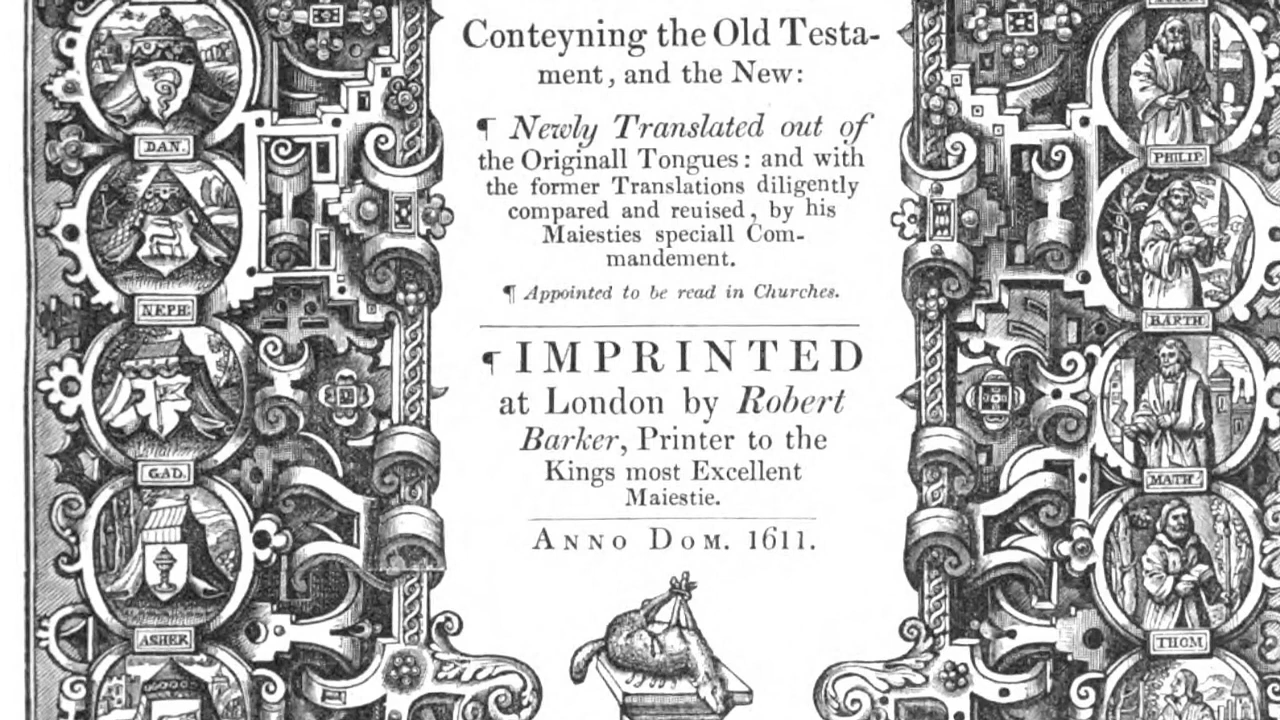 Conteyning the Old Testa-
ment, and the New:
¶ Newly Translated out of
the Originall Tongues: and with
the former Translations diligently
compared and reuised, by his
Maiesties speciall Com-
mandement.
¶ Appointed to be read in Churches.
¶ IMPRINTED
at London by Robert
Barker, Printer to the
Kings most Excellent
Maiestie.
ANNO DOM. 1611.
DAN.
NEPH:
GAD.
ASHER
PHILIP.
BARTH
MATH
THOM